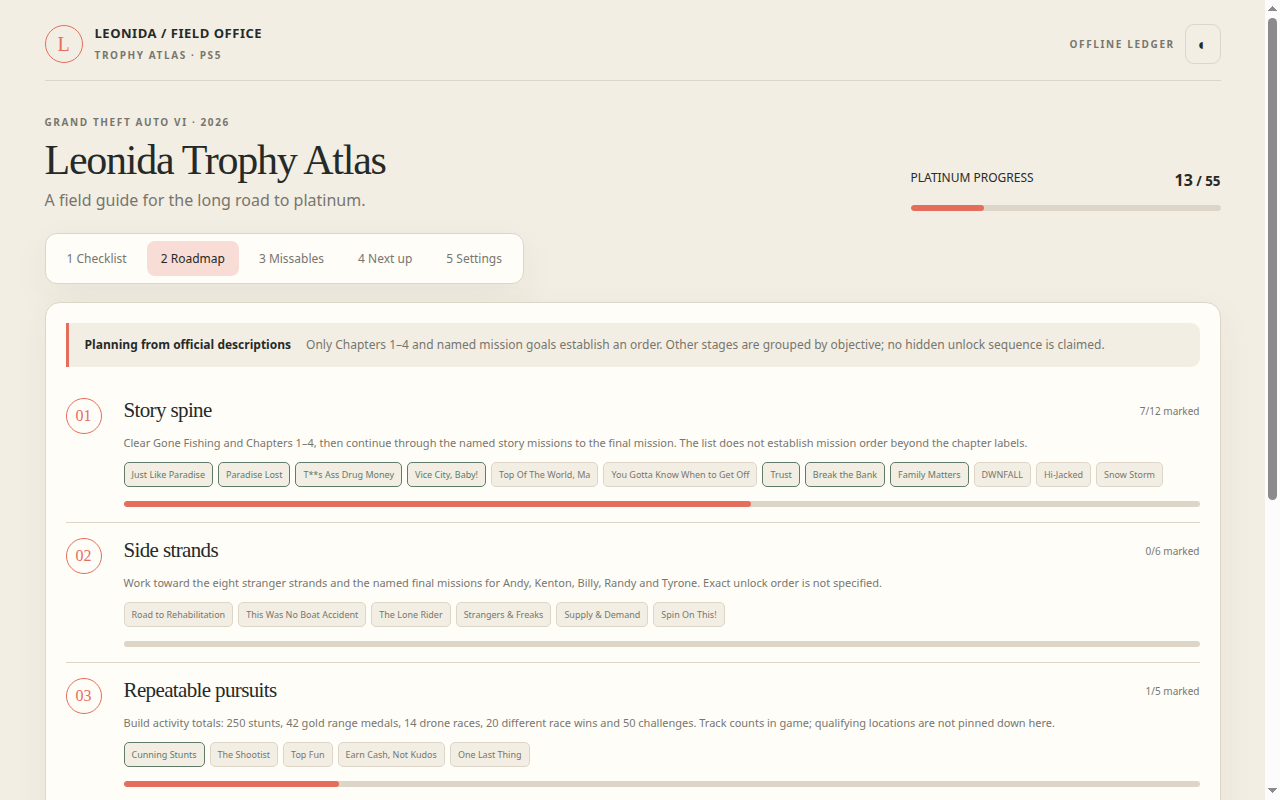 L
LEONIDA / FIELD OFFICE
TROPHY ATLAS · PS5
OFFLINE LEDGER
GRAND THEFT AUTO VI · 2026
Leonida Trophy Atlas
A field guide for the long road to platinum.
PLATINUM PROGRESS 13 / 55
1 Checklist 2 Roadmap 3 Missables 4 Next up 5 Settings
Planning from official descriptions Only Chapters 1–4 and named mission goals establish an order. Other stages are grouped by objective; no hidden unlock sequence is claimed.
01 Story spine 7/12 marked
Clear Gone Fishing and Chapters 1–4, then continue through the named story missions to the final mission. The list does not establish mission order beyond the chapter labels.
Just Like Paradise Paradise Lost T**s Ass Drug Money Vice City, Baby! Top Of The World, Ma You Gotta Know When to Get Off Trust Break the Bank Family Matters DWNFALL Hi-Jacked Snow Storm
02 Side strands 0/6 marked
Work toward the eight stranger strands and the named final missions for Andy, Kenton, Billy, Randy and Tyrone. Exact unlock order is not specified.
Road to Rehabilitation This Was No Boat Accident The Lone Rider Strangers & Freaks Supply & Demand Spin On This!
03 Repeatable pursuits 1/5 marked
Build activity totals: 250 stunts, 42 gold range medals, 14 drone races, 20 different race wins and 50 challenges. Track counts in game; qualifying locations are not pinned down here.
Cunning Stunts The Shootist Top Fun Earn Cash, Not Kudos One Last Thing